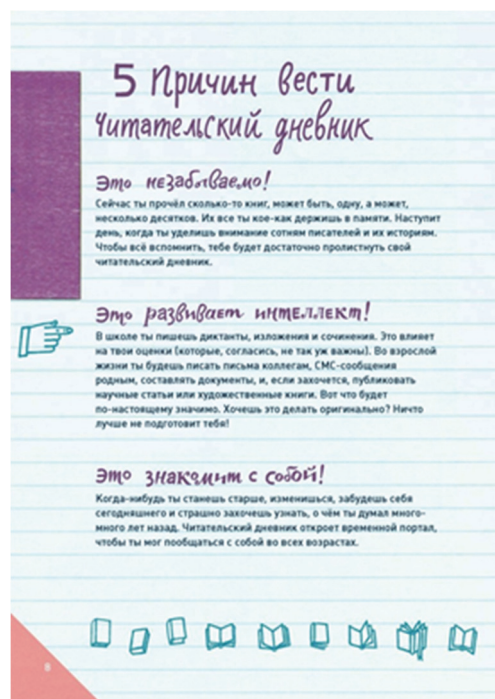 5 Причин вести
Читательский дневник
Это незабываемо!
Сейчас ты прочёл сколько-то книг, может быть, одну, а может,
несколько десятков. Их все ты кое-как держишь в памяти. Наступит
день, когда ты уделишь внимание сотням писателей и их историям.
Чтобы всё вспомнить, тебе будет достаточно пролистнуть свой
читательский дневник.
Это развивает интеллект!
В школе ты пишешь диктанты, изложения и сочинения. Это влияет
на твои оценки (которые, согласись, не так уж важны). Во взрослой
жизни ты будешь писать письма коллегам, СМС-сообщения
родным, составлять документы, и, если захочется, публиковать
научные статьи или художественные книги. Вот что будет
по-настоящему значимо. Хочешь это делать оригинально? Ничто
лучше не подготовит тебя!
Это знакомит с собой!
Когда-нибудь ты станешь старше, изменишься, забудешь себя
сегодняшнего и страшно захочешь узнать, о чём ты думал много-
много лет назад. Читательский дневник откроет временной портал,
чтобы ты мог пообщаться с собой во всех возрастах.
8